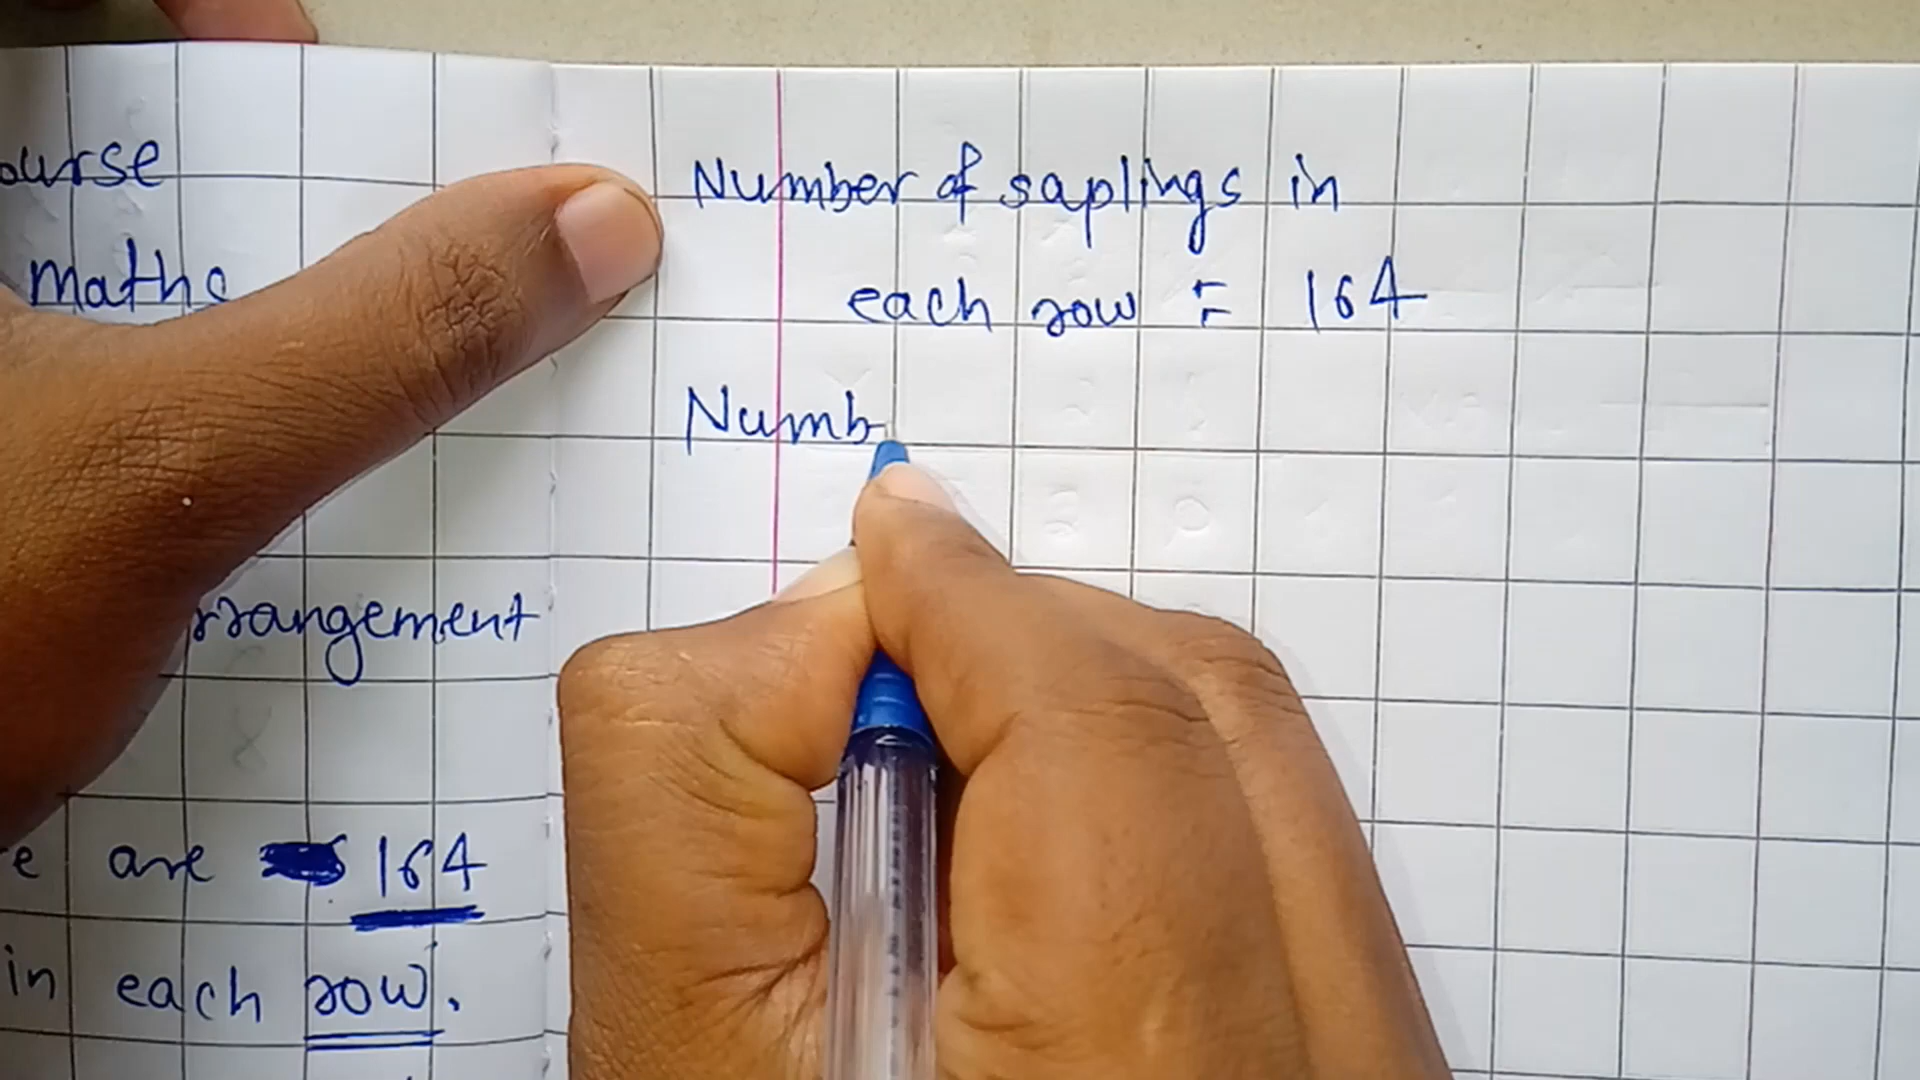 ourse
maths
rrangement
e are 164
in each row.
Number of saplings in
each row = 164
Numb